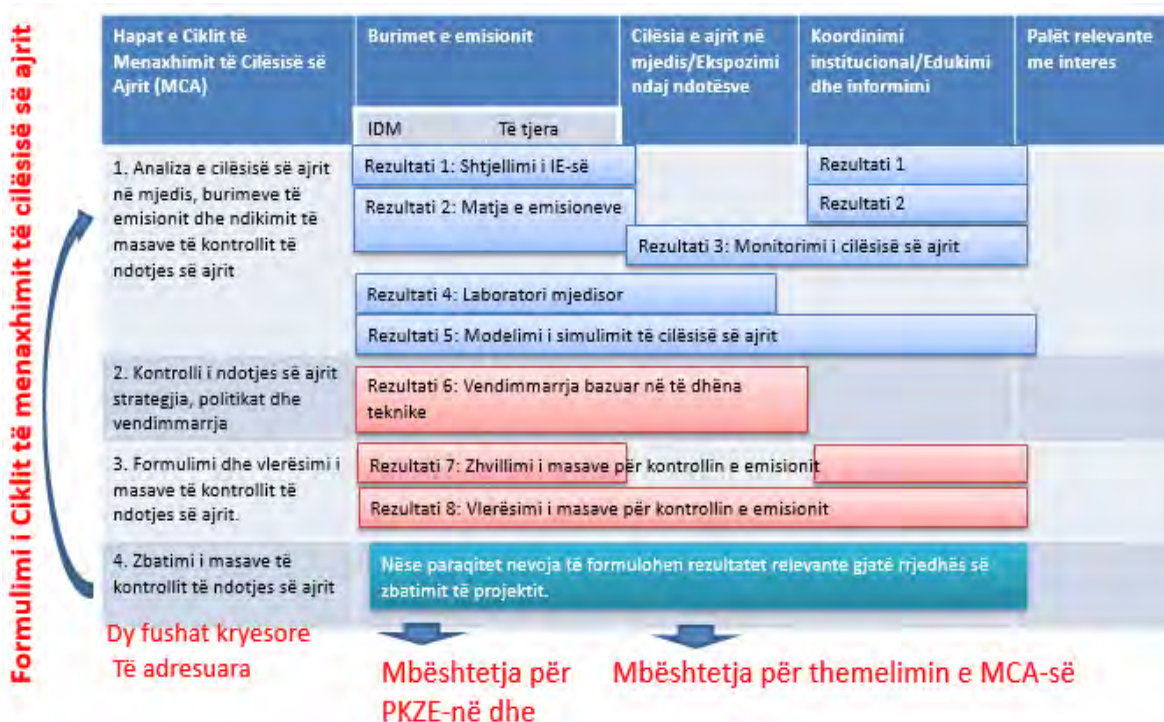 Formulimi i Ciklit të menaxhimit të cilësisë së ajrit
Hapat e Ciklit të
Menaxhimit të Cilësisë së
Ajrit (MCA)
Burimet e emisionit
Cilësia e ajrit në
mjedis/Ekspozimi
ndaj ndotësve
Koordinimi
institucional/Edukimi
dhe informimi
Palët relevante
me interes
IDM Të tjera
1. Analiza e cilësisë së ajrit
në mjedis, burimeve të
emisionit dhe ndikimit të
masave të kontrollit të
ndotjes së ajrit
Rezultati 1: Shtjellimi i IE-së
Rezultati 1
Rezultati 2: Matja e emisioneve
Rezultati 2
Rezultati 3: Monitorimi i cilësisë së ajrit
Rezultati 4: Laboratori mjedisor
Rezultati 5: Modelimi i simulimit të cilësisë së ajrit
2. Kontrolli i ndotjes së ajrit
strategjia, politikat dhe
vendimmarrja
Rezultati 6: Vendimmarrja bazuar në të dhëna
teknike
3. Formulimi dhe vlerësimi i
masave të kontrollit të
ndotjes së ajrit.
Rezultati 7: Zhvillimi i masave për kontrollin e emisionit
Rezultati 8: Vlerësimi i masave për kontrollin e emisionit
4. Zbatimi i masave të
kontrollit të ndotjes së ajrit
Nëse paraqitet nevoja të formulohen rezultatet relevante gjatë rrjedhës së
zbatimit të projektit.
Dy fushat kryesore
Të adresuara
Mbështetja për
PKZE-në dhe
Mbështetja për themelimin e MCA-së